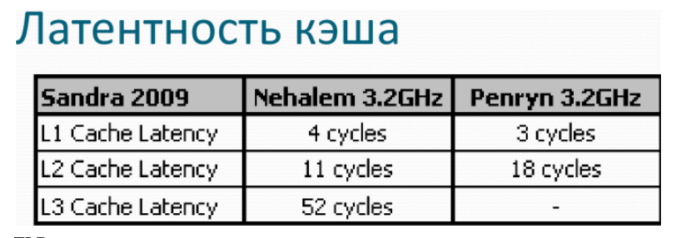 Латентность кэша
Sandra 2009 Nehalem 3.2GHz Penryn 3.2GHz
L1 Cache Latency 4 cycles 3 cycles
L2 Cache Latency 11 cycles 18 cycles
L3 Cache Latency 52 cycles -